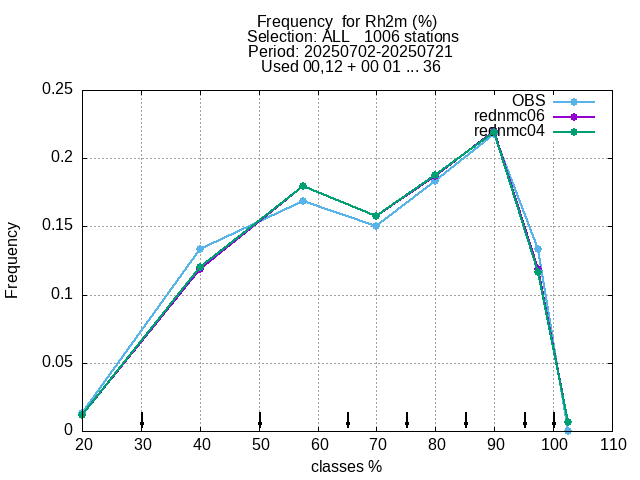 Frequency  for Rh2m (%)
Selection: ALL   1006 stations
Period: 20250702-20250721
Used 00,12 + 00 01 ... 36
OBS
rednmc06
rednmc04
0.25
0.2
0.15
0.1
0.05
0
Frequency
20 30 40 50 60 70 80 90 100 110
classes %